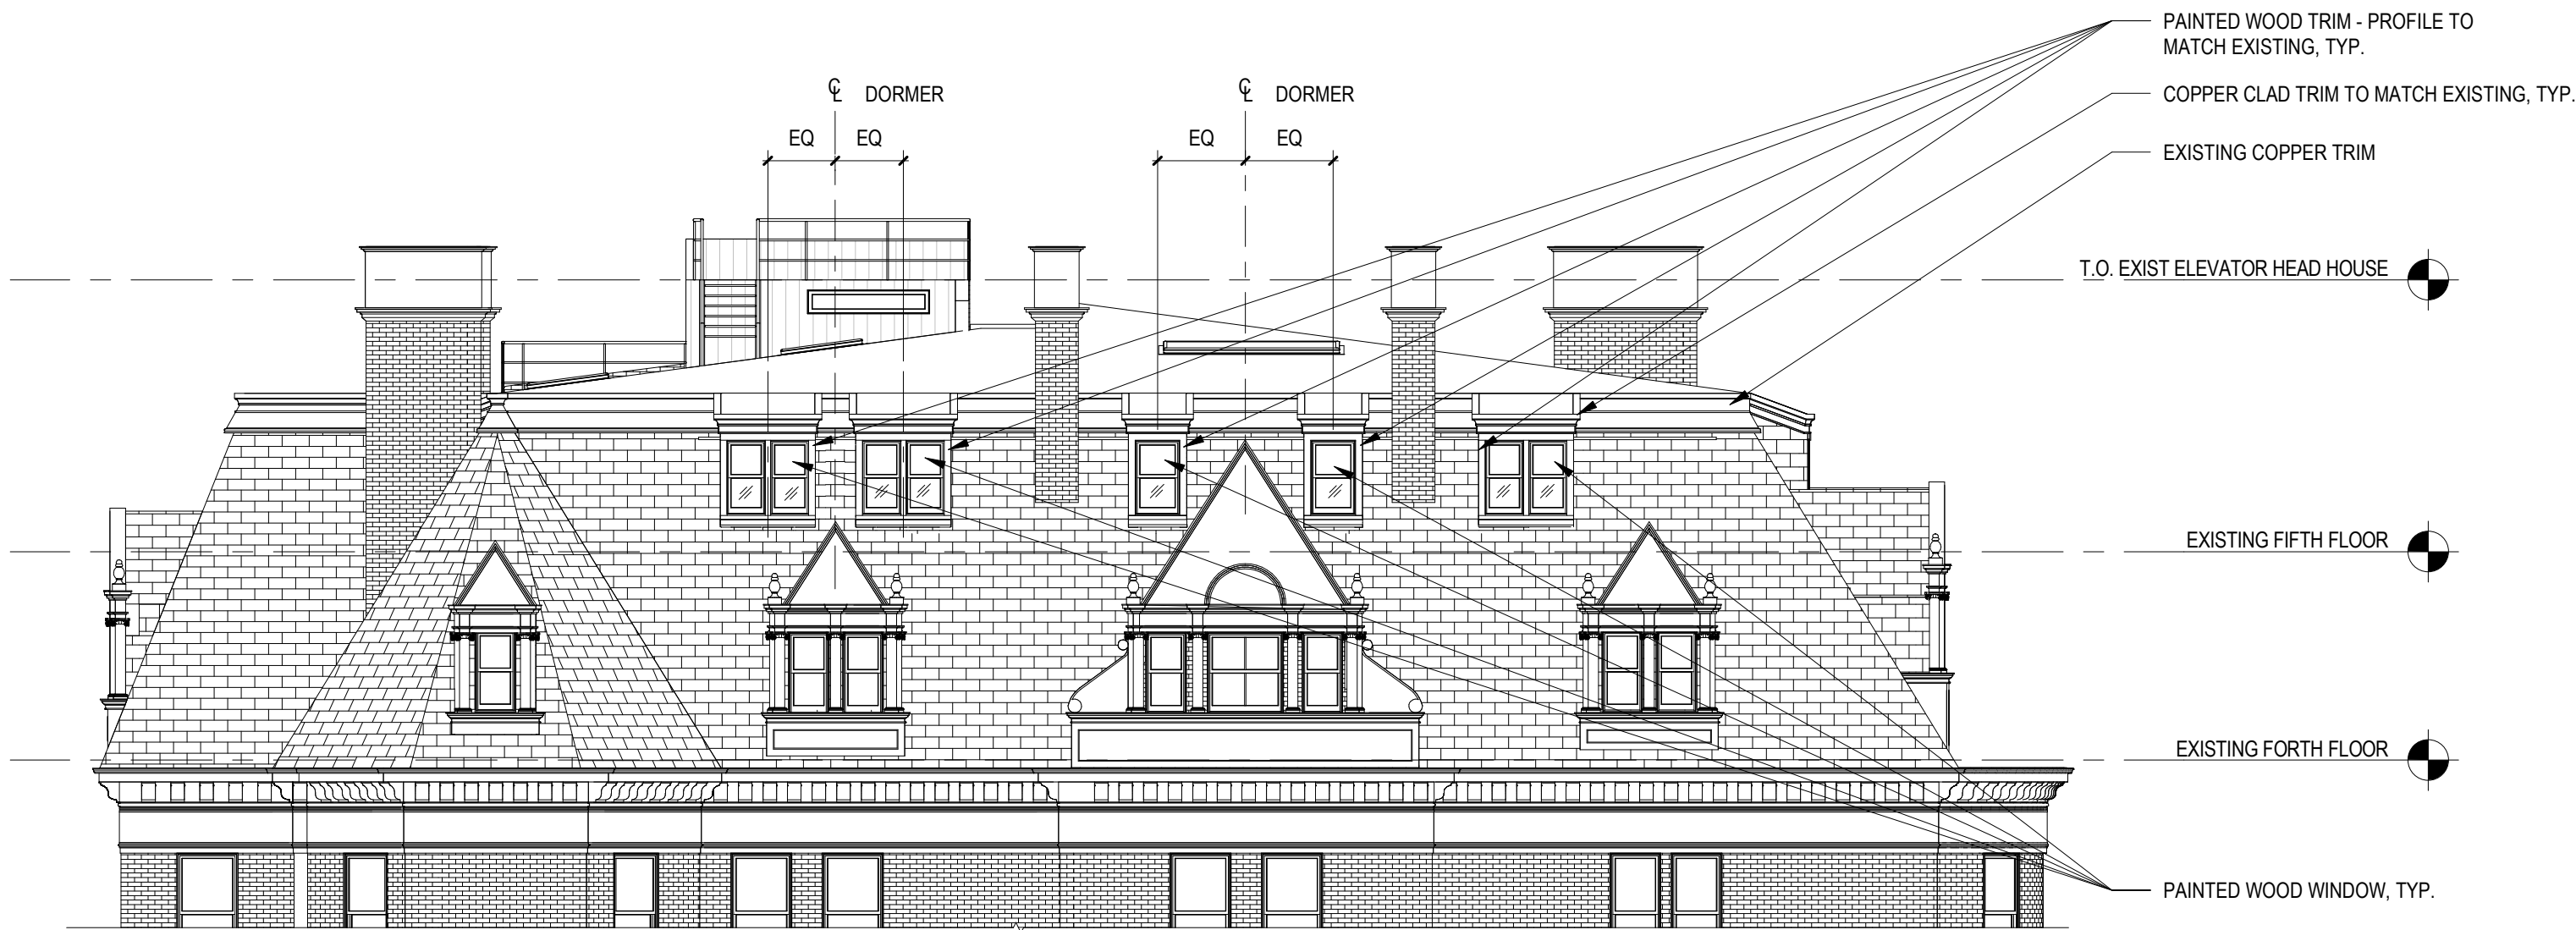 PAINTED WOOD TRIM - PROFILE TO
MATCH EXISTING, TYP.
℄ DORMER
℄ DORMER
COPPER CLAD TRIM TO MATCH EXISTING, TYP.
EQ EQ
EQ EQ
EXISTING COPPER TRIM
T.O. EXIST ELEVATOR HEAD HOUSE
EXISTING FIFTH FLOOR
EXISTING FORTH FLOOR
PAINTED WOOD WINDOW, TYP.